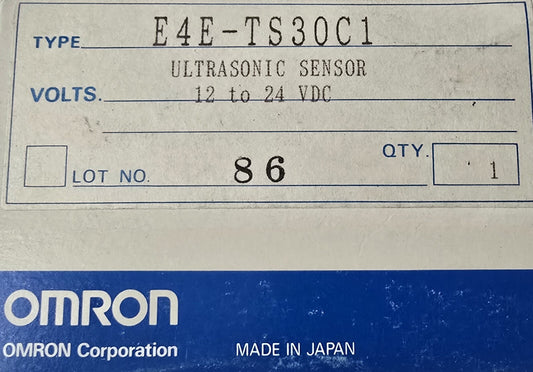 TYPE E4E-TS30C1
ULTRASONIC SENSOR
VOLTS. 12 to 24 VDC
LOT NO. 86 QTY. 1
OMRON
OMRON Corporation MADE IN JAPAN